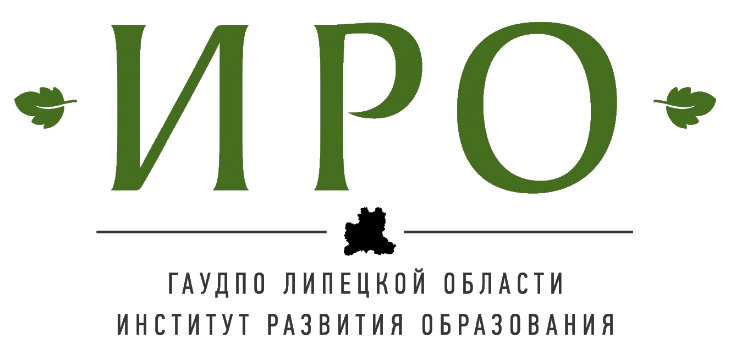 ИРО
ГАУДПО ЛИПЕЦКОЙ ОБЛАСТИ
ИНСТИТУТ РАЗВИТИЯ ОБРАЗОВАНИЯ